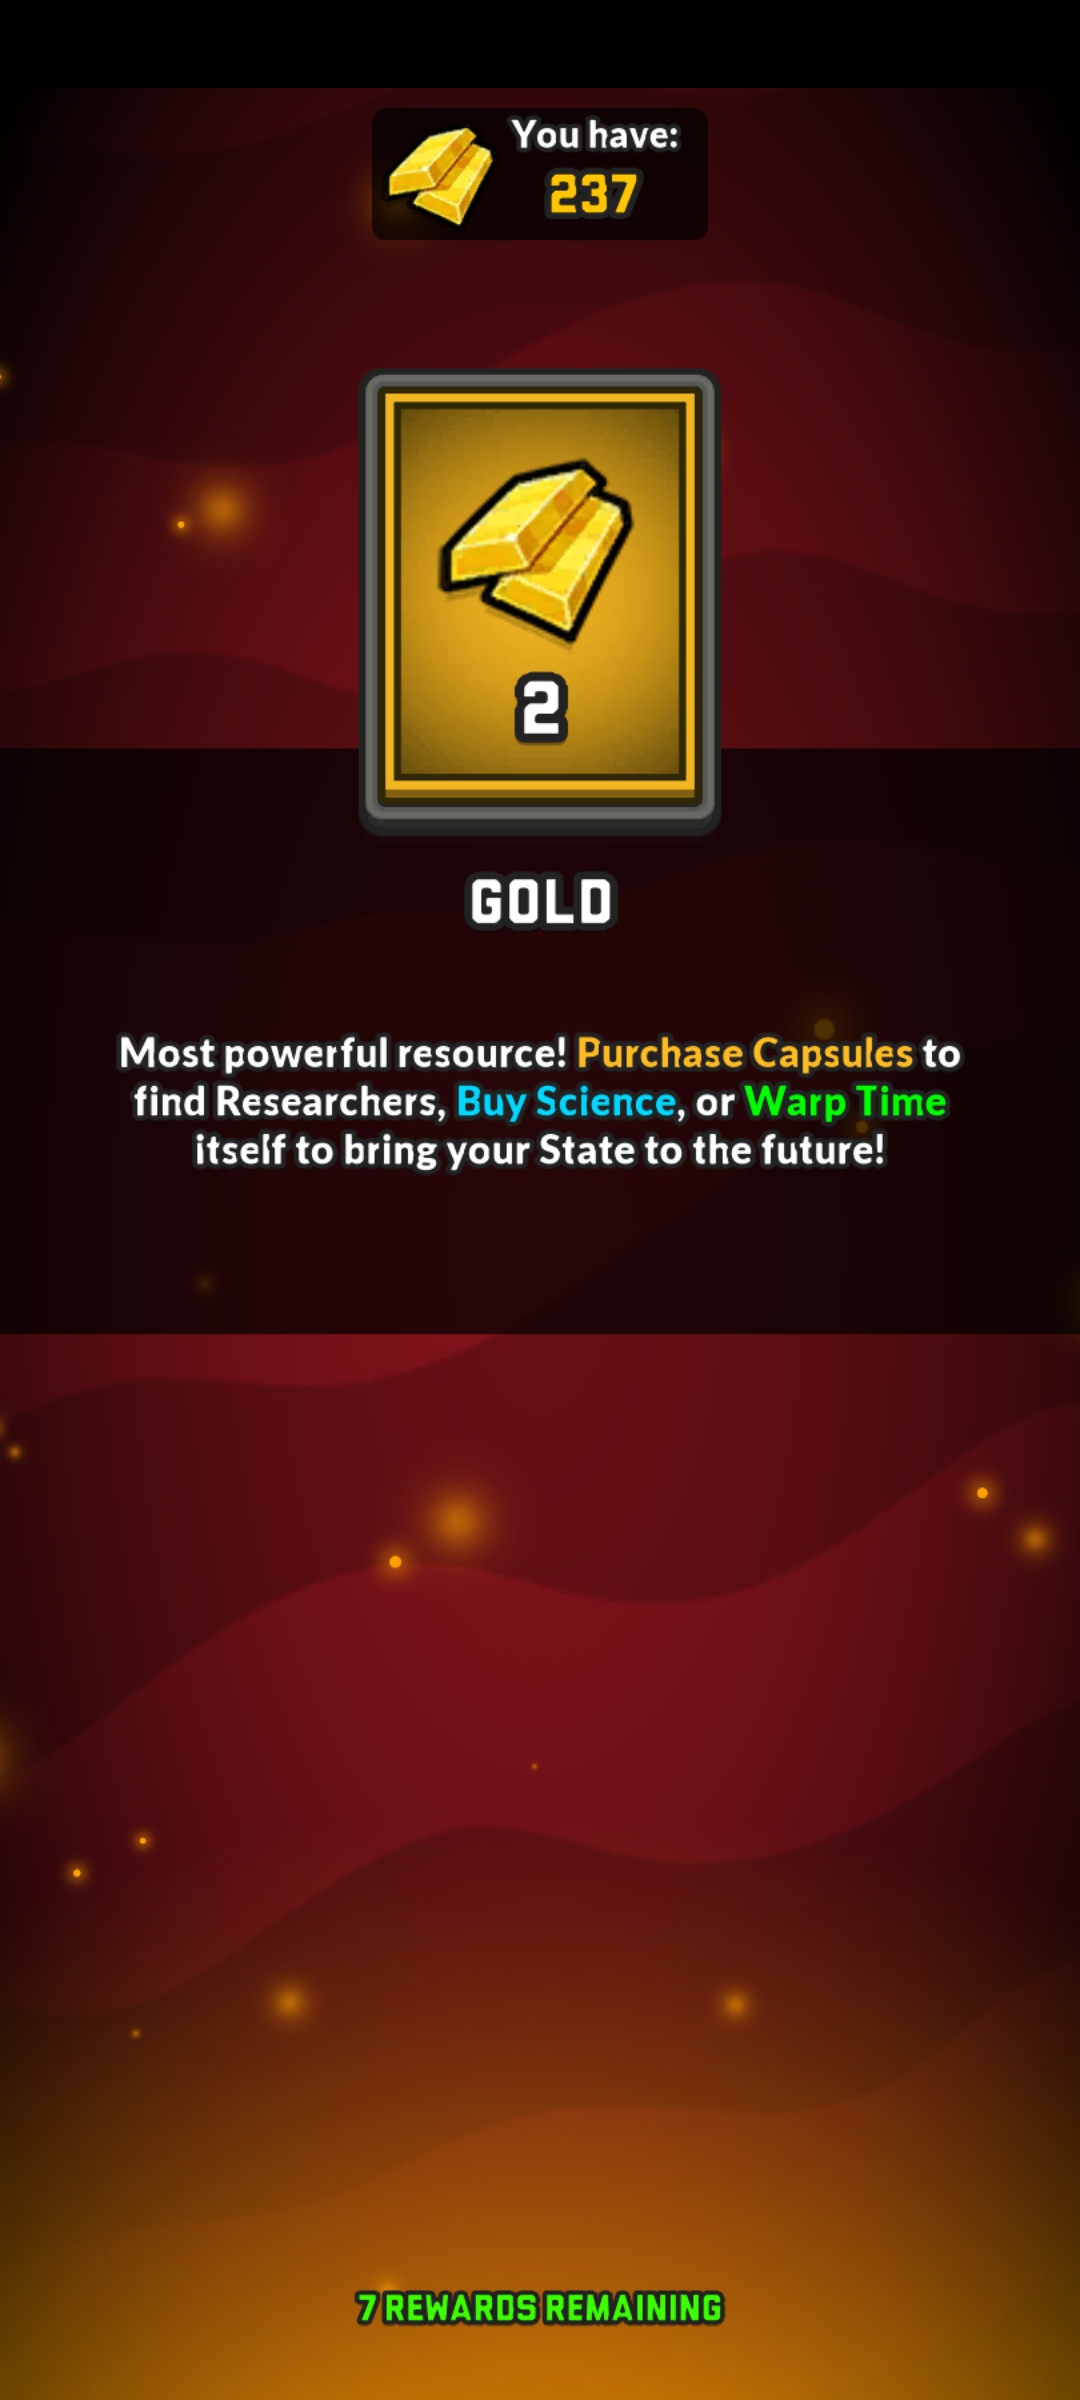 You have:
237
2
GOLD
Most powerful resource! Purchase Capsules to
find Researchers, Buy Science, or Warp Time
itself to bring your State to the future!
7 REWARDS REMAINING